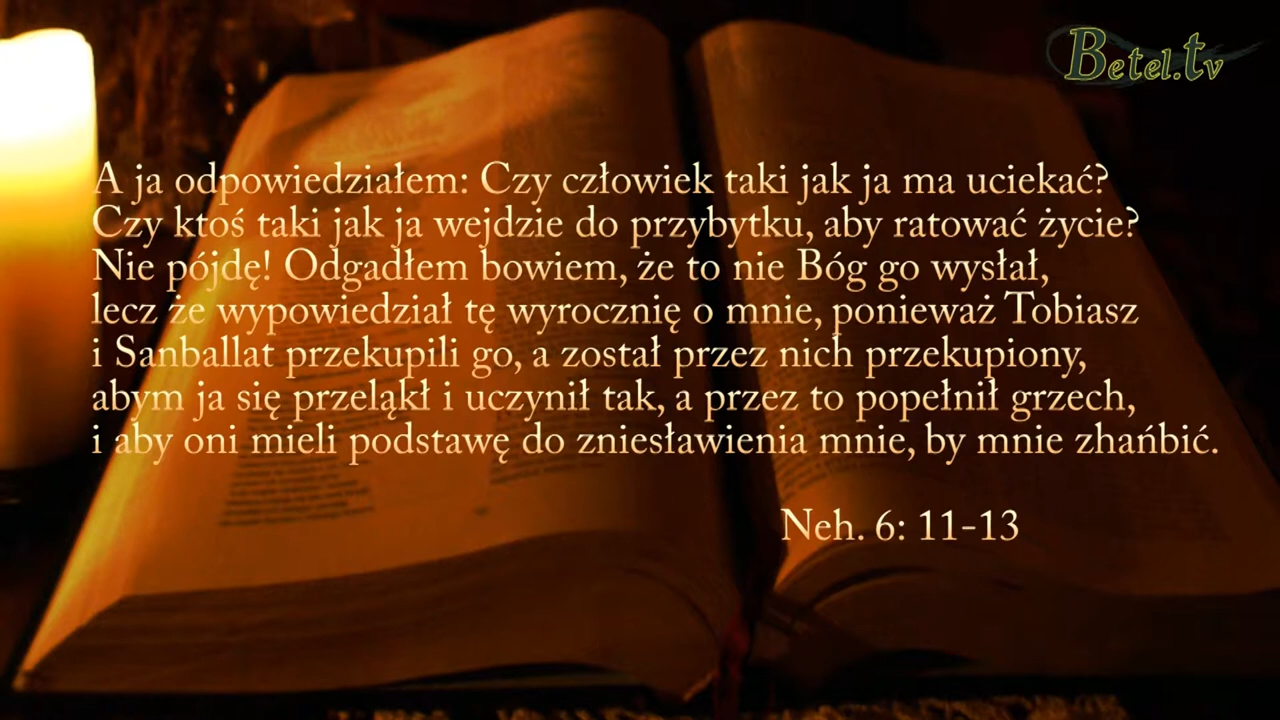 Betel.tv
A ja odpowiedziałem: Czy człowiek taki jak ja ma uciekać?
Czy ktoś taki jak ja wejdzie do przybytku, aby ratować życie?
Nie pójdę! Odgadłem bowiem, że to nie Bóg go wysłał,
lecz że wypowiedział tę wyrocznię o mnie, ponieważ Tobiasz
i Sanballat przekupili go, a został przez nich przekupiony,
abym ja się przeląkł i uczynił tak, a przez to popełnił grzech,
i aby oni mieli podstawę do zniesławienia mnie, by mnie zhańbić.
Neh. 6: 11-13